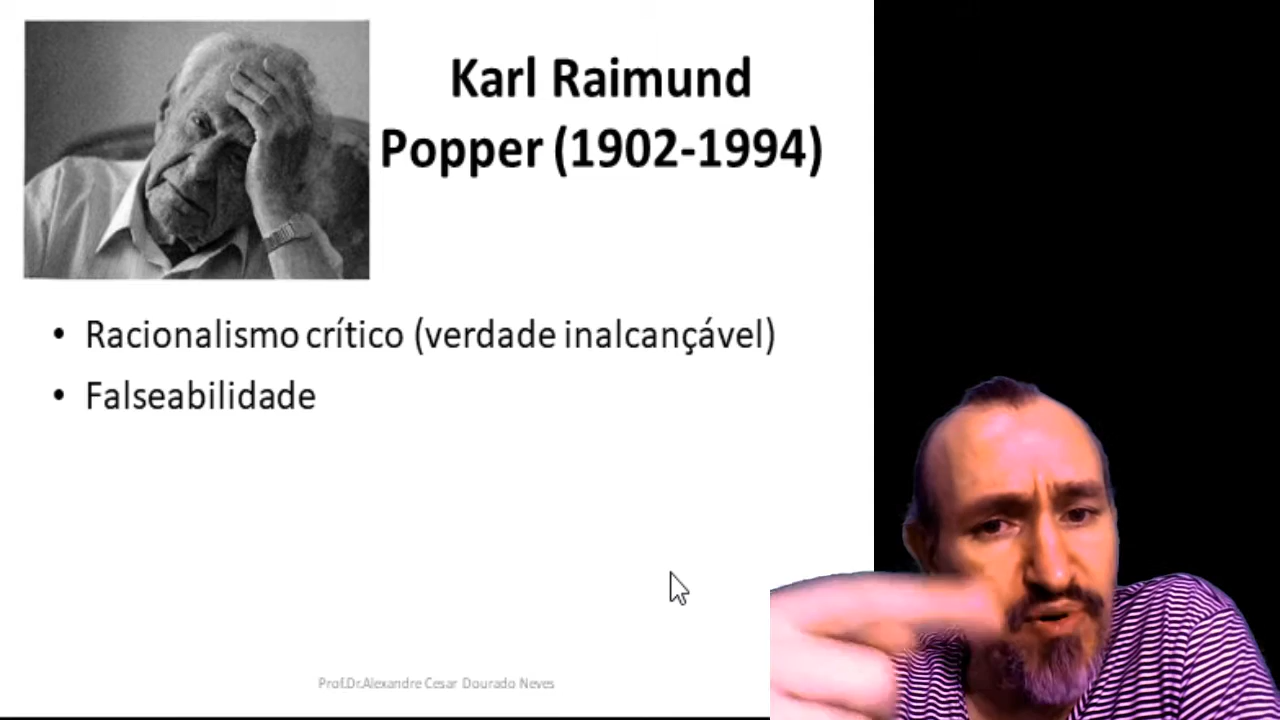 Karl Raimund
Popper (1902-1994)
• Racionalismo crítico (verdade inalcançável)
• Falseabilidade
Prof.Dr.Alexandre Cesar Dourado Neves